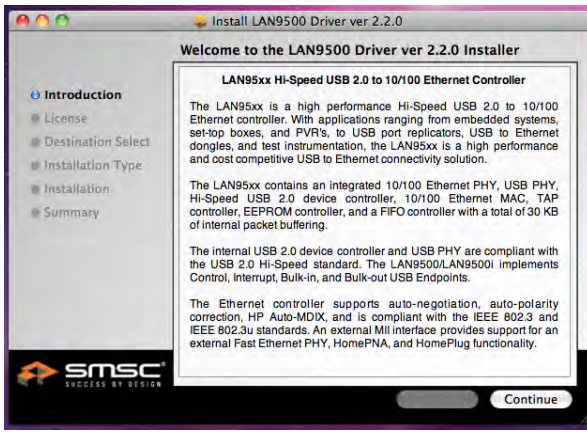 Install LAN9500 Driver ver 2.2.0
Welcome to the LAN9500 Driver ver 2.2.0 Installer
Introduction
License
Destination Select
Installation Type
Installation
Summary
LAN95xx Hi-Speed USB 2.0 to 10/100 Ethernet Controller
The LAN95xx is a high performance Hi-Speed USB 2.0 to 10/100
Ethernet controller. With applications ranging from embedded systems,
set-top boxes, and PVR's, to USB port replicators, USB to Ethernet
dongles, and test instrumentation, the LAN95xx is a high performance
and cost competitive USB to Ethernet connectivity solution.
The LAN95xx contains an integrated 10/100 Ethernet PHY, USB PHY,
Hi-Speed USB 2.0 device controller, 10/100 Ethernet MAC, TAP
controller, EEPROM controller, and a FIFO controller with a total of 30 KB
of internal packet buffering.
The internal USB 2.0 device controller and USB PHY are compliant with
the USB 2.0 Hi-Speed standard. The LAN9500/LAN9500i implements
Control, Interrupt, Bulk-in, and Bulk-out USB Endpoints.
The Ethernet controller supports auto-negotiation, auto-polarity
correction, HP Auto-MDIX, and is compliant with the IEEE 802.3 and
IEEE 802.3u standards. An external MII interface provides support for an
external Fast Ethernet PHY, HomePNA, and HomePlug functionality.
smsc
SUCCESS BY DESIGN
Continue